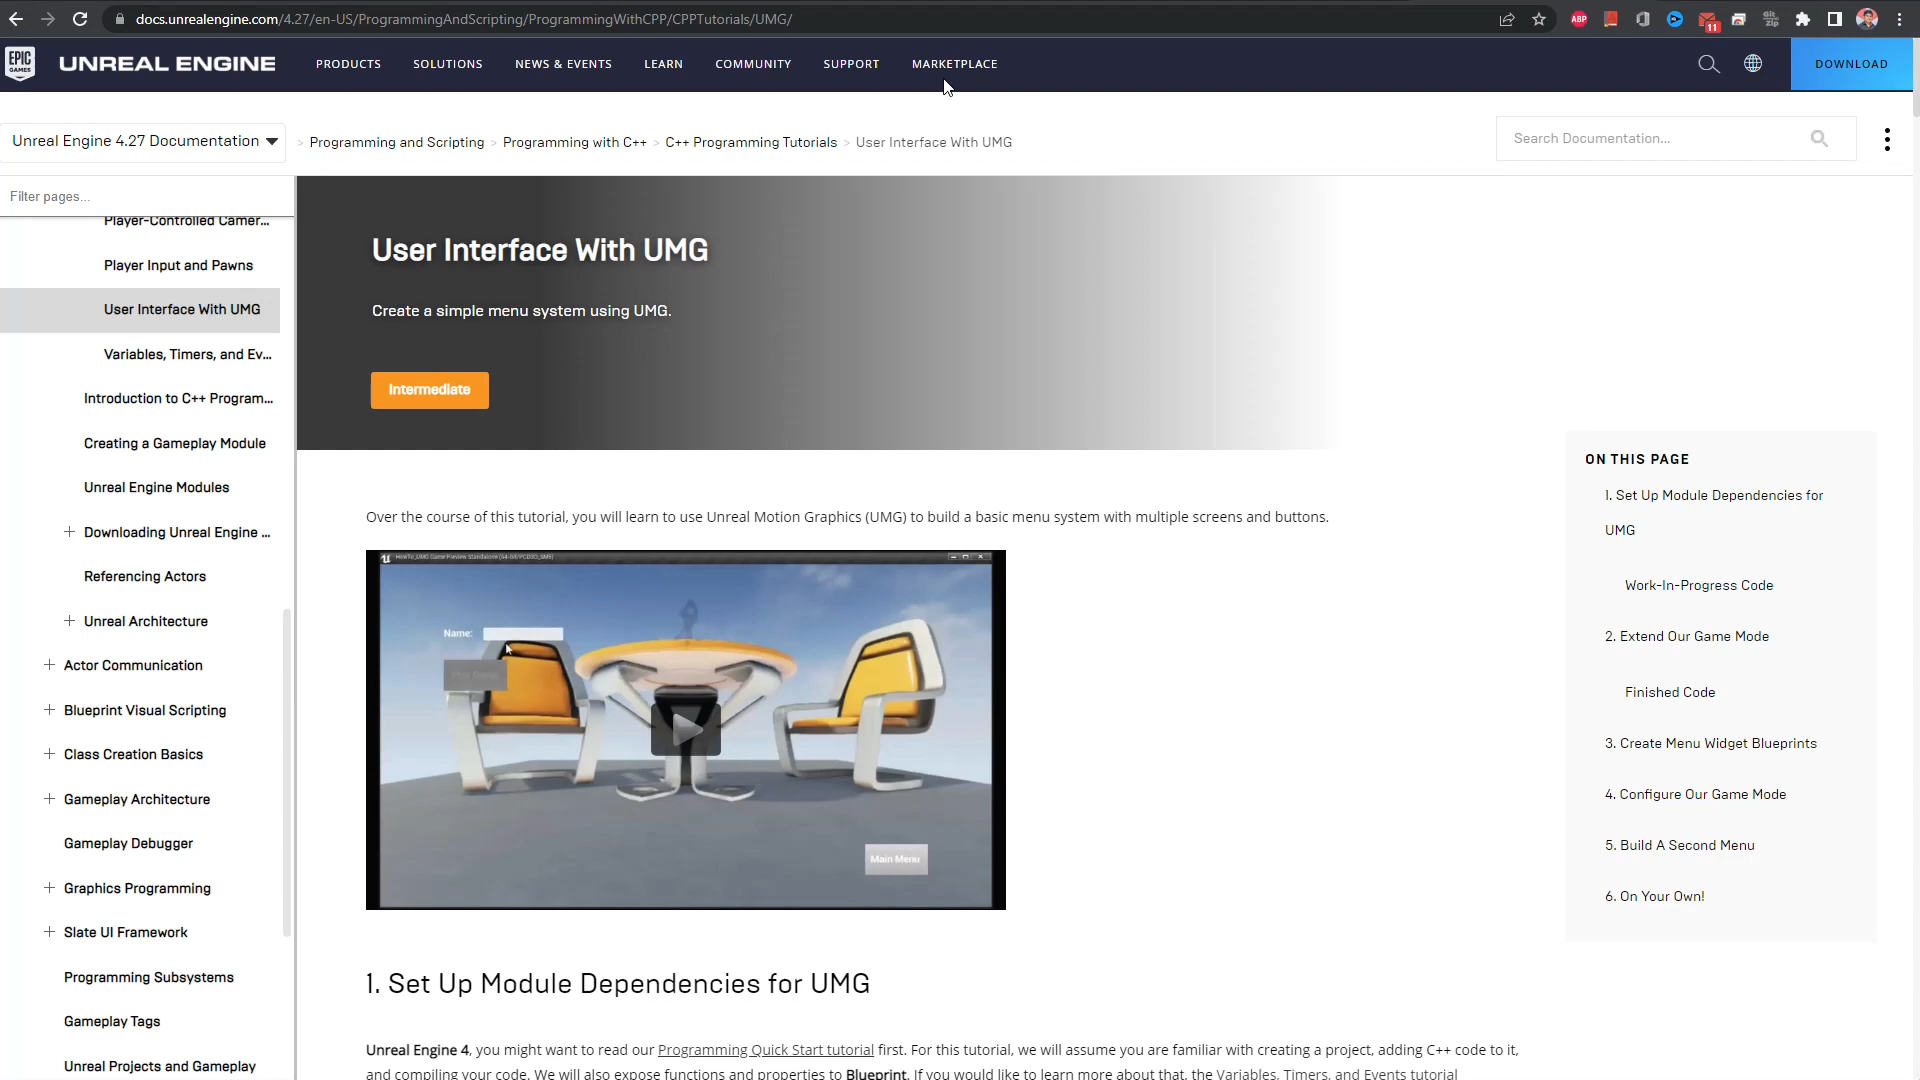 docs.unrealengine.com/4.27/en-US/ProgrammingAndScripting/ProgrammingWithCPP/CPPTutorials/UMG/
ABP
Git Zip
11
EPIC GAMES
UNREAL ENGINE
PRODUCTS
SOLUTIONS
NEWS & EVENTS
LEARN
COMMUNITY
SUPPORT
MARKETPLACE
DOWNLOAD
Unreal Engine 4.27 Documentation
> Programming and Scripting > Programming with C++ > C++ Programming Tutorials > User Interface With UMG
Search Documentation...
Filter pages...
Player-Controlled Camer...
Player Input and Pawns
User Interface With UMG
Variables, Timers, and Ev...
Introduction to C++ Program...
Creating a Gameplay Module
Unreal Engine Modules
Downloading Unreal Engine ...
Referencing Actors
Unreal Architecture
Actor Communication
Blueprint Visual Scripting
Class Creation Basics
Gameplay Architecture
Gameplay Debugger
Graphics Programming
Slate UI Framework
Programming Subsystems
Gameplay Tags
Unreal Projects and Gameplay
User Interface With UMG
Create a simple menu system using UMG.
Intermediate
Over the course of this tutorial, you will learn to use Unreal Motion Graphics (UMG) to build a basic menu system with multiple screens and buttons.
HowTo_UMG Game Preview Standalone (64-bit/PCD3D_SM5)
Name:
Main Menu
1. Set Up Module Dependencies for UMG
Unreal Engine 4, you might want to read our Programming Quick Start tutorial first. For this tutorial, we will assume you are familiar with creating a project, adding C++ code to it,
and compiling your code. We will also expose functions and properties to Blueprint. If you would like to learn more about that, the Variables, Timers, and Events tutorial
ON THIS PAGE
1. Set Up Module Dependencies for
UMG
Work-In-Progress Code
2. Extend Our Game Mode
Finished Code
3. Create Menu Widget Blueprints
4. Configure Our Game Mode
5. Build A Second Menu
6. On Your Own!